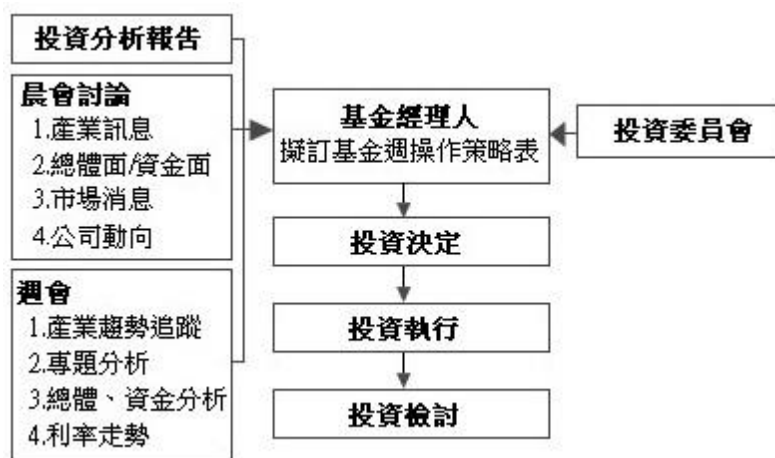 投資分析報告
晨會討論
1.產業訊息
2.總體面/資金面
3.市場消息
4.公司動向
週會
1.產業趨勢追蹤
2.專題分析
3.總體、資金分析
4.利率走勢
基金經理人
擬訂基金週操作策略表
投資委員會
投資決定
投資執行
投資檢討